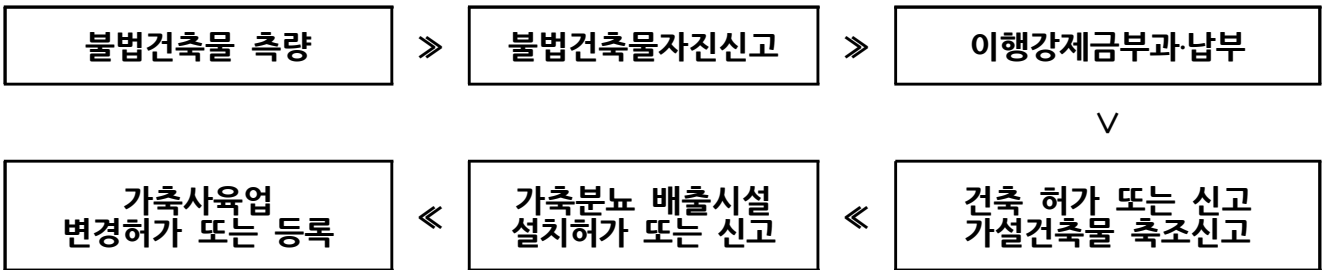 불법건축물 측량 ≫ 불법건축물자진신고 ≫ 이행강제금부과·납부
∨
건축 허가 또는 신고
가설건축물 축조신고
≪
가축분뇨 배출시설
설치허가 또는 신고
≪
가축사육업
변경허가 또는 등록